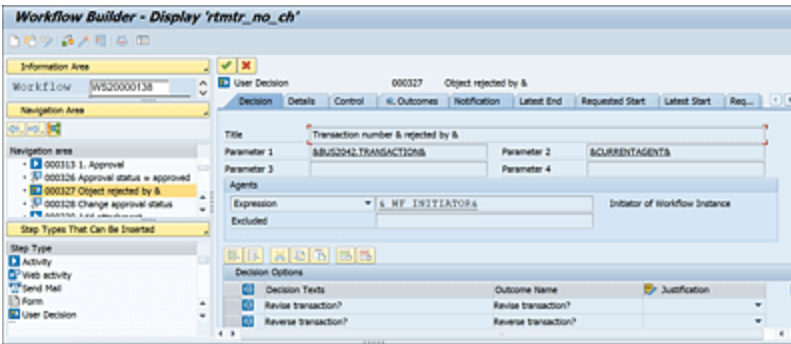 Workflow Builder - Display 'rtmtr_no_ch'
Information Area
Workflow WS20000138
Navigation Area
Navigation area
000313 1. Approval
000326 Approval status = approved
000327 Object rejected by &
000328 Change approval status
Step Types That Can Be Inserted
Step Type
Activity
Web activity
Send Mail
Form
User Decision
User Decision 000327 Object rejected by &
Decision Details Control Outcomes Notification Latest End Requested Start Latest Start Req...
Title Transaction number & rejected by &
Parameter 1 &BUS2042.TRANSACTION& Parameter 2 &CURRENTAGENT&
Parameter 3 Parameter 4
Agents
Expression & WF_INITIATOR& Initiator of Workflow Instance
Excluded
Decision Options
Decision Texts Outcome Name Justification
Revise transaction? Revise transaction?
Reverse transaction? Reverse transaction?